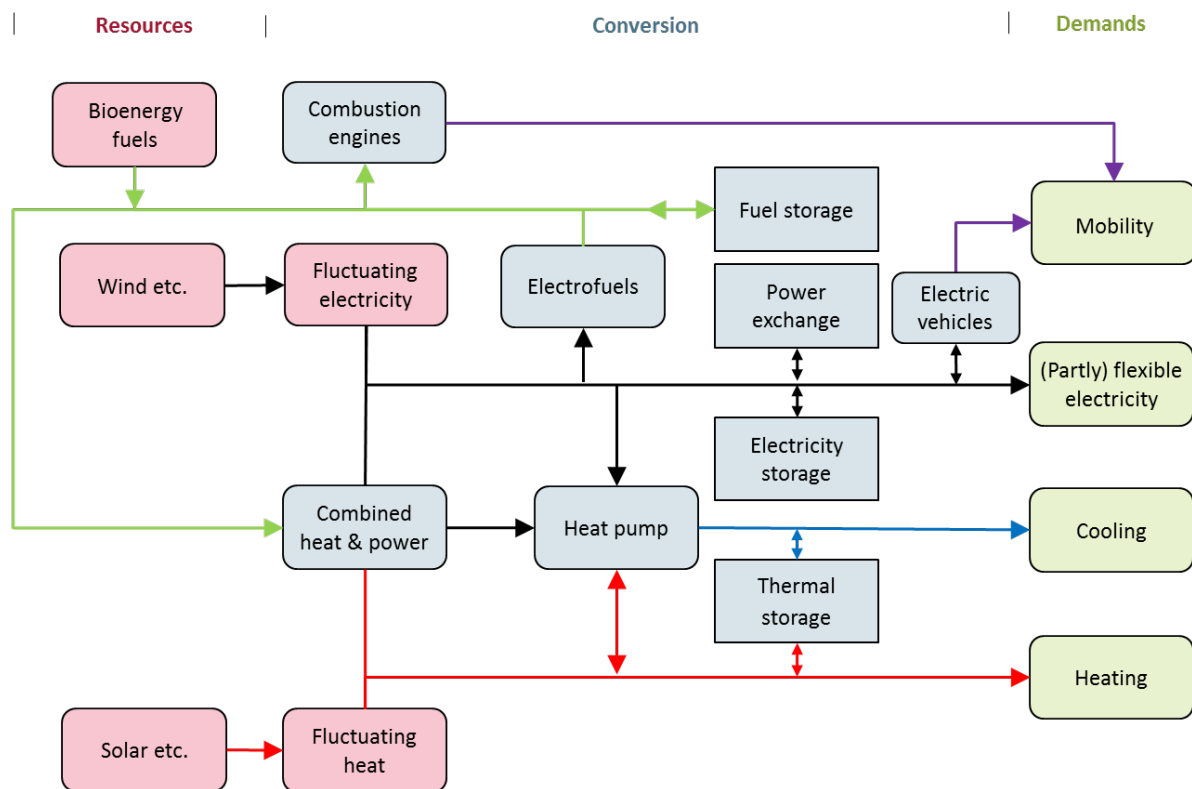 Resources
Conversion
Demands
Bioenergy
fuels
Combustion
engines
Fuel storage
Mobility
Wind etc.
Fluctuating
electricity
Electrofuels
Power
exchange
Electric
vehicles
(Partly) flexible
electricity
Electricity
storage
Combined
heat & power
Heat pump
Cooling
Thermal
storage
Heating
Solar etc.
Fluctuating
heat